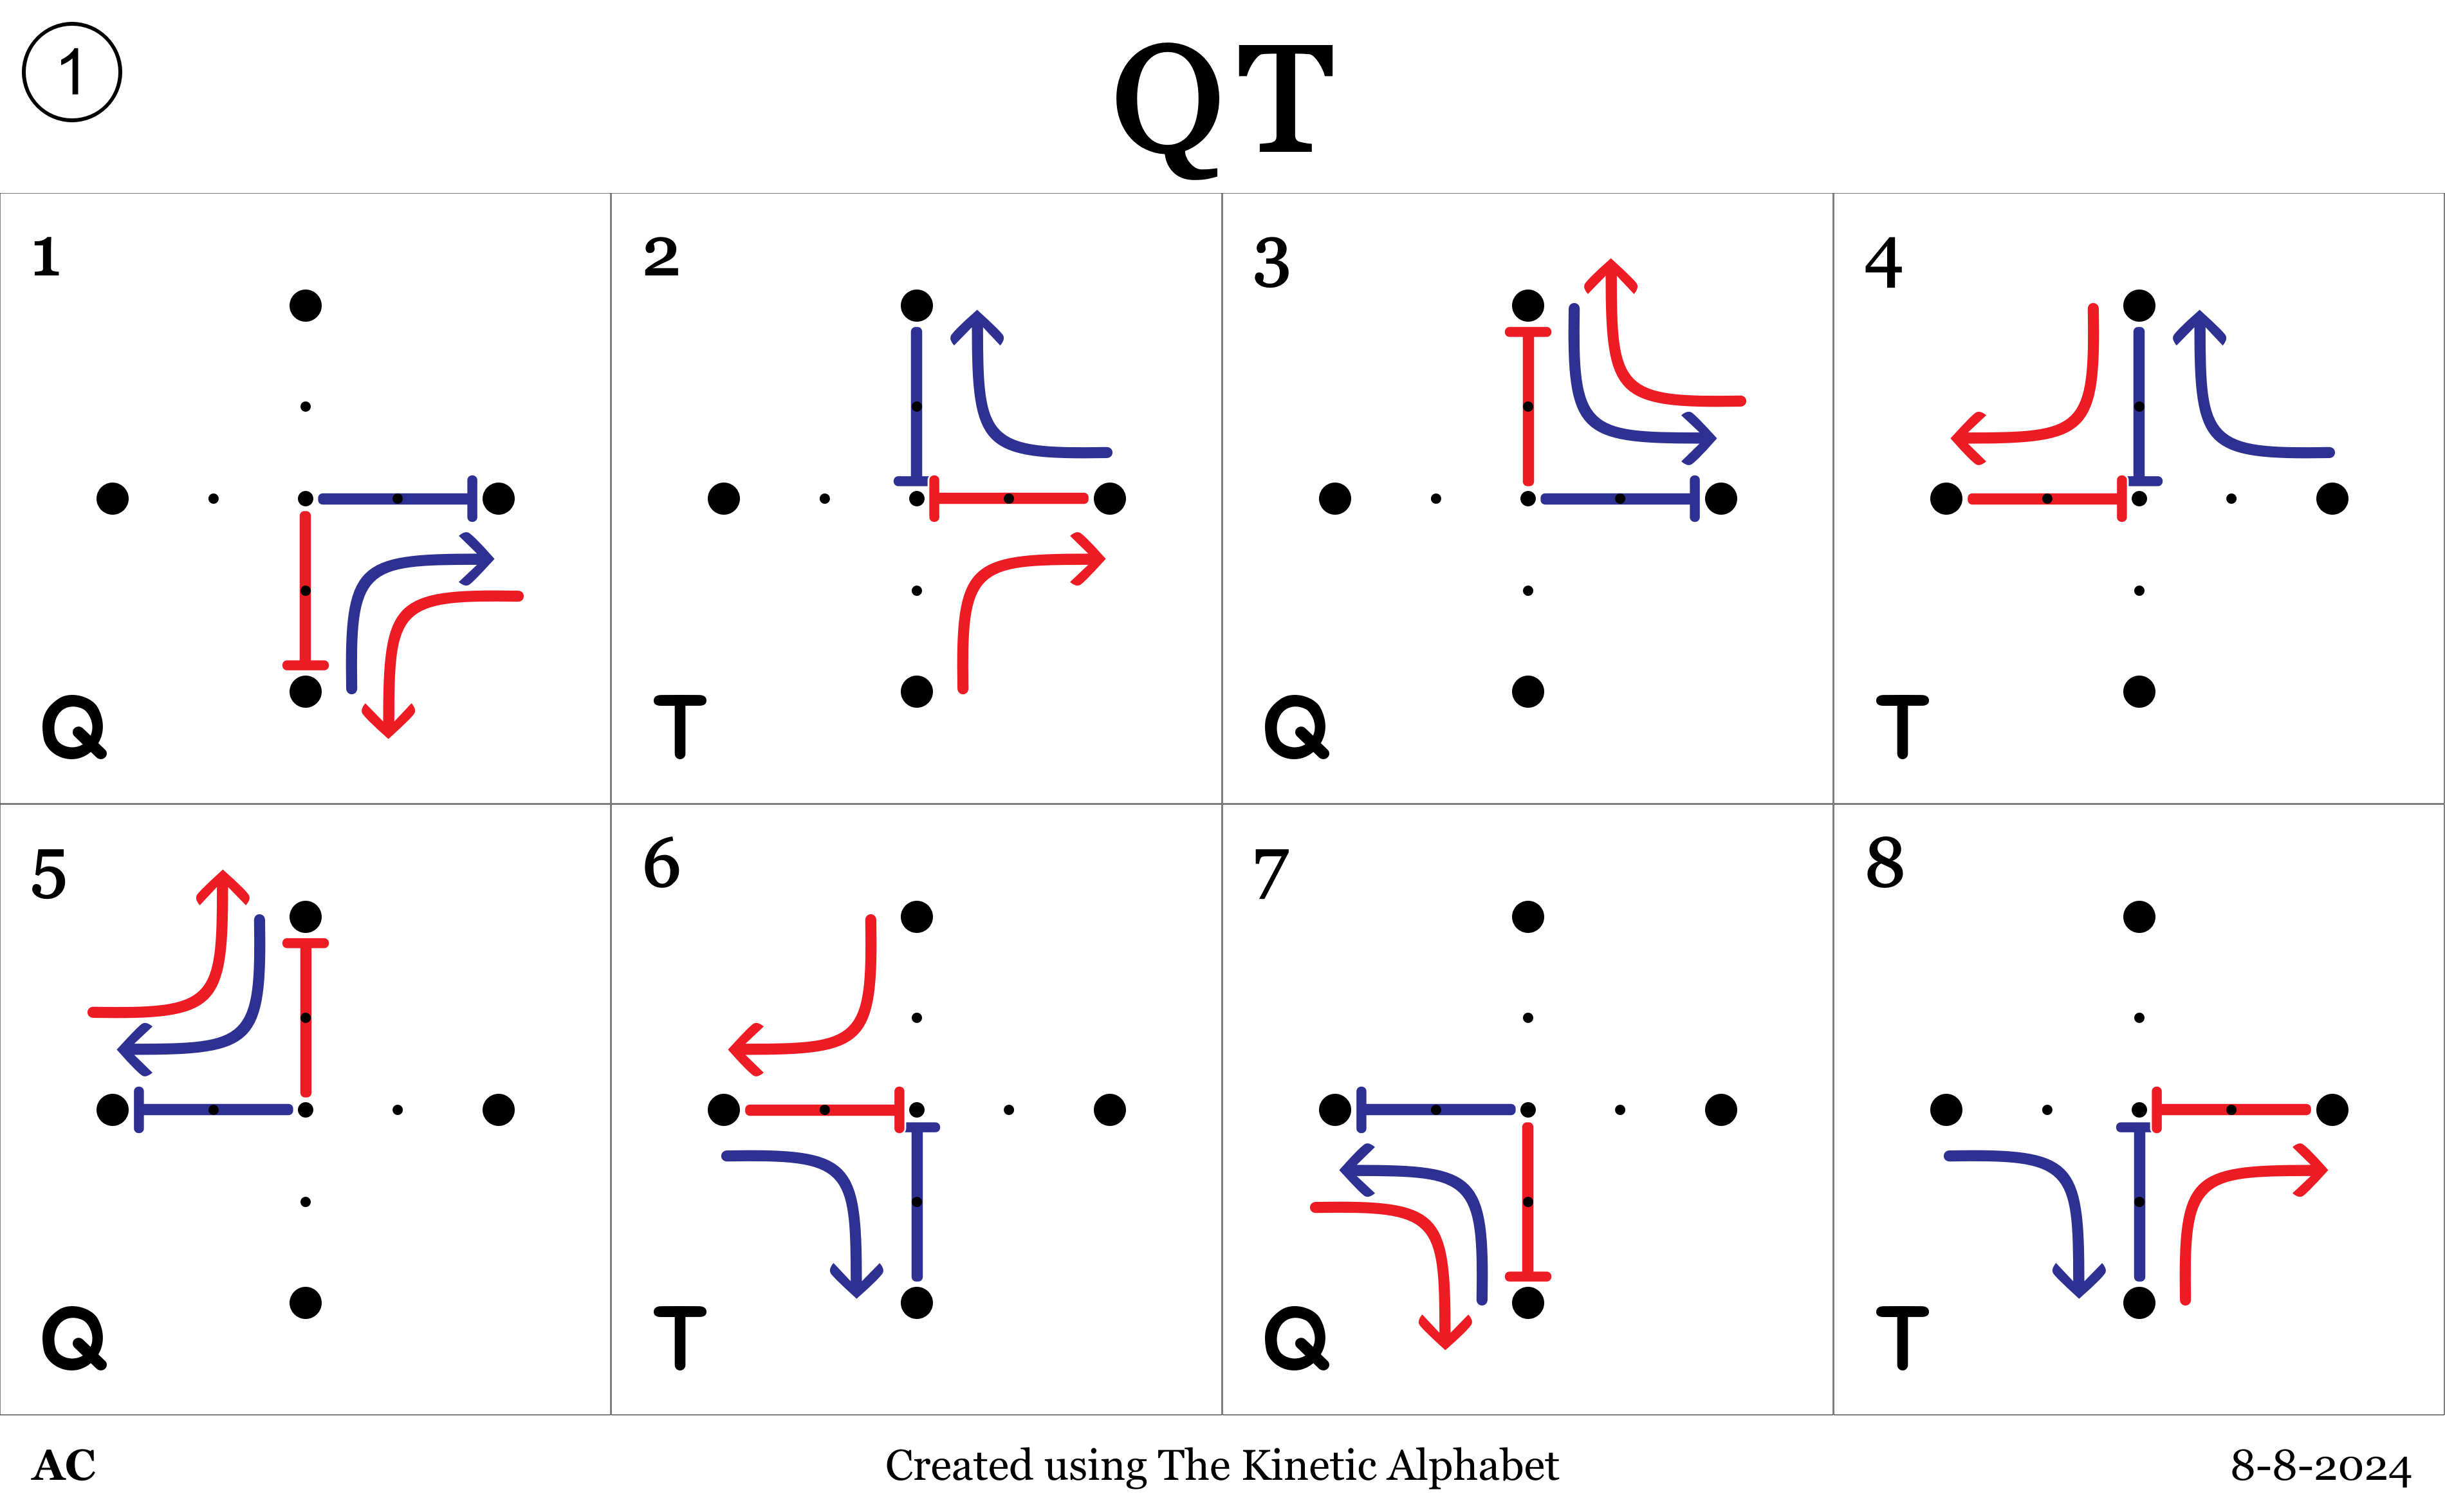 1
QT
1
2
3
4
Q
T
Q
T
5
6
7
8
Q
T
Q
T
AC
Created using The Kinetic Alphabet
8-8-2024